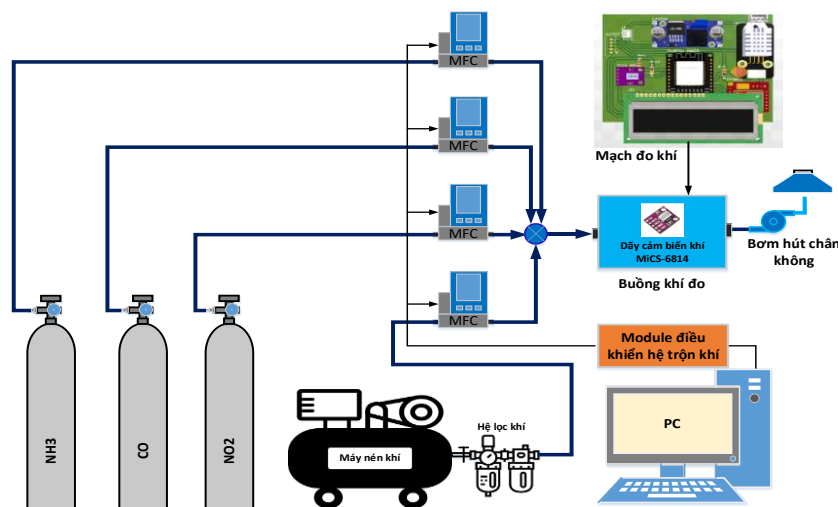 MFC
MFC
MFC
MFC
Mạch đo khí
Dãy cảm biến khí
MiCS-6814
Buồng khí đo
Bơm hút chân
không
Module điều
khiển hệ trộn khí
PC
Hệ lọc khí
Máy nén khí
NH3
CO
NO2